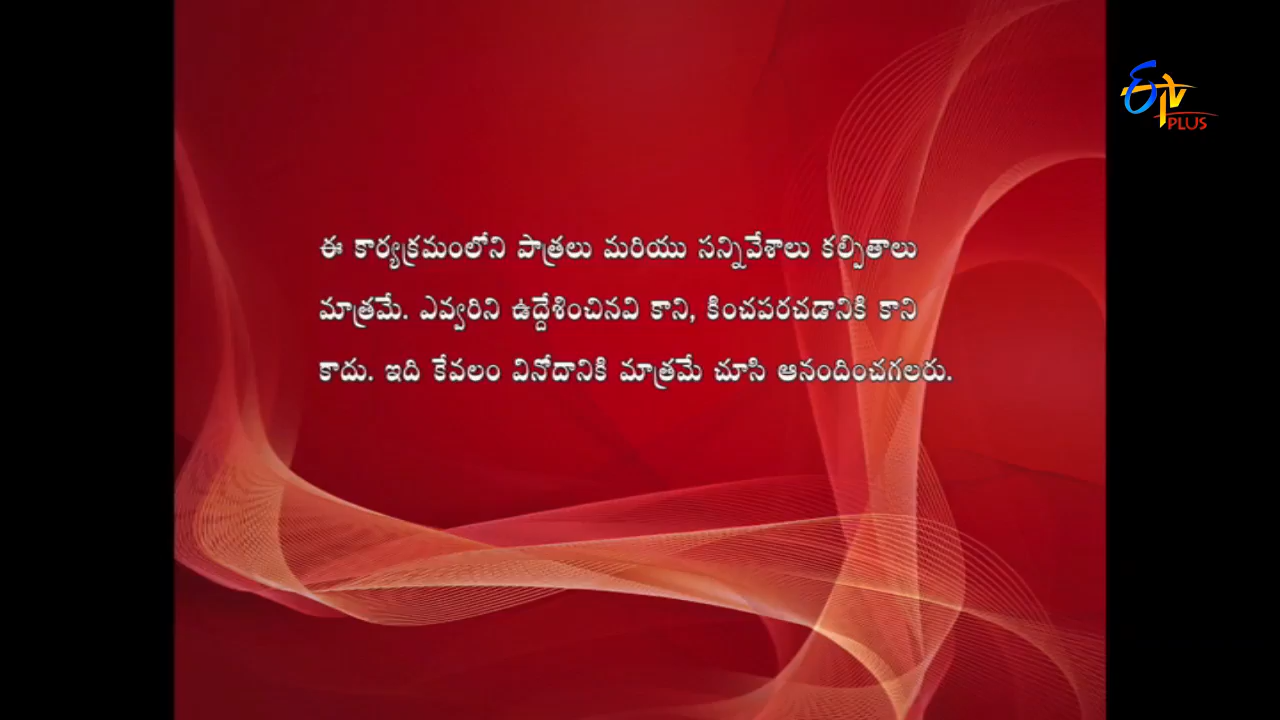 ఈ కార్యక్రమంలోని పాత్రలు మరియు సన్నివేశాలు కల్పితాలు
మాత్రమే. ఎవ్వరిని ఉద్దేశించినవి కాని, కించపరచడానికి కాని
కాదు. ఇది కేవలం వినోదానికి మాత్రమే చూసి ఆనందించగలరు.
ETV
PLUS